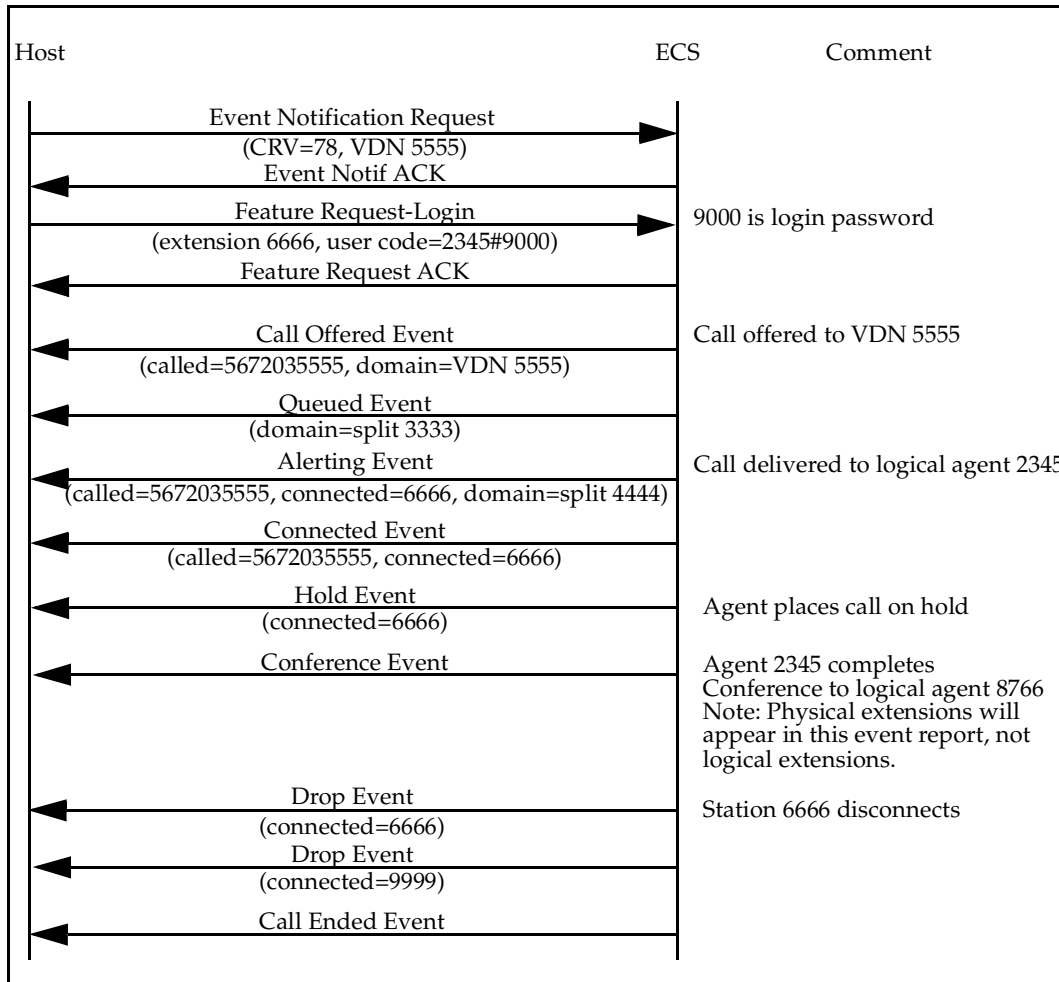 Host ECS Comment
Event Notification Request
(CRV=78, VDN 5555)
Event Notif ACK
Feature Request-Login 9000 is login password
(extension 6666, user code=2345#9000)
Feature Request ACK
Call Offered Event Call offered to VDN 5555
(called=5672035555, domain=VDN 5555)
Queued Event
(domain=split 3333)
Alerting Event Call delivered to logical agent 2345
(called=5672035555, connected=6666, domain=split 4444)
Connected Event
(called=5672035555, connected=6666)
Hold Event Agent places call on hold
(connected=6666)
Conference Event Agent 2345 completes
Conference to logical agent 8766
Note: Physical extensions will
appear in this event report, not
logical extensions.
Drop Event Station 6666 disconnects
(connected=6666)
Drop Event
(connected=9999)
Call Ended Event